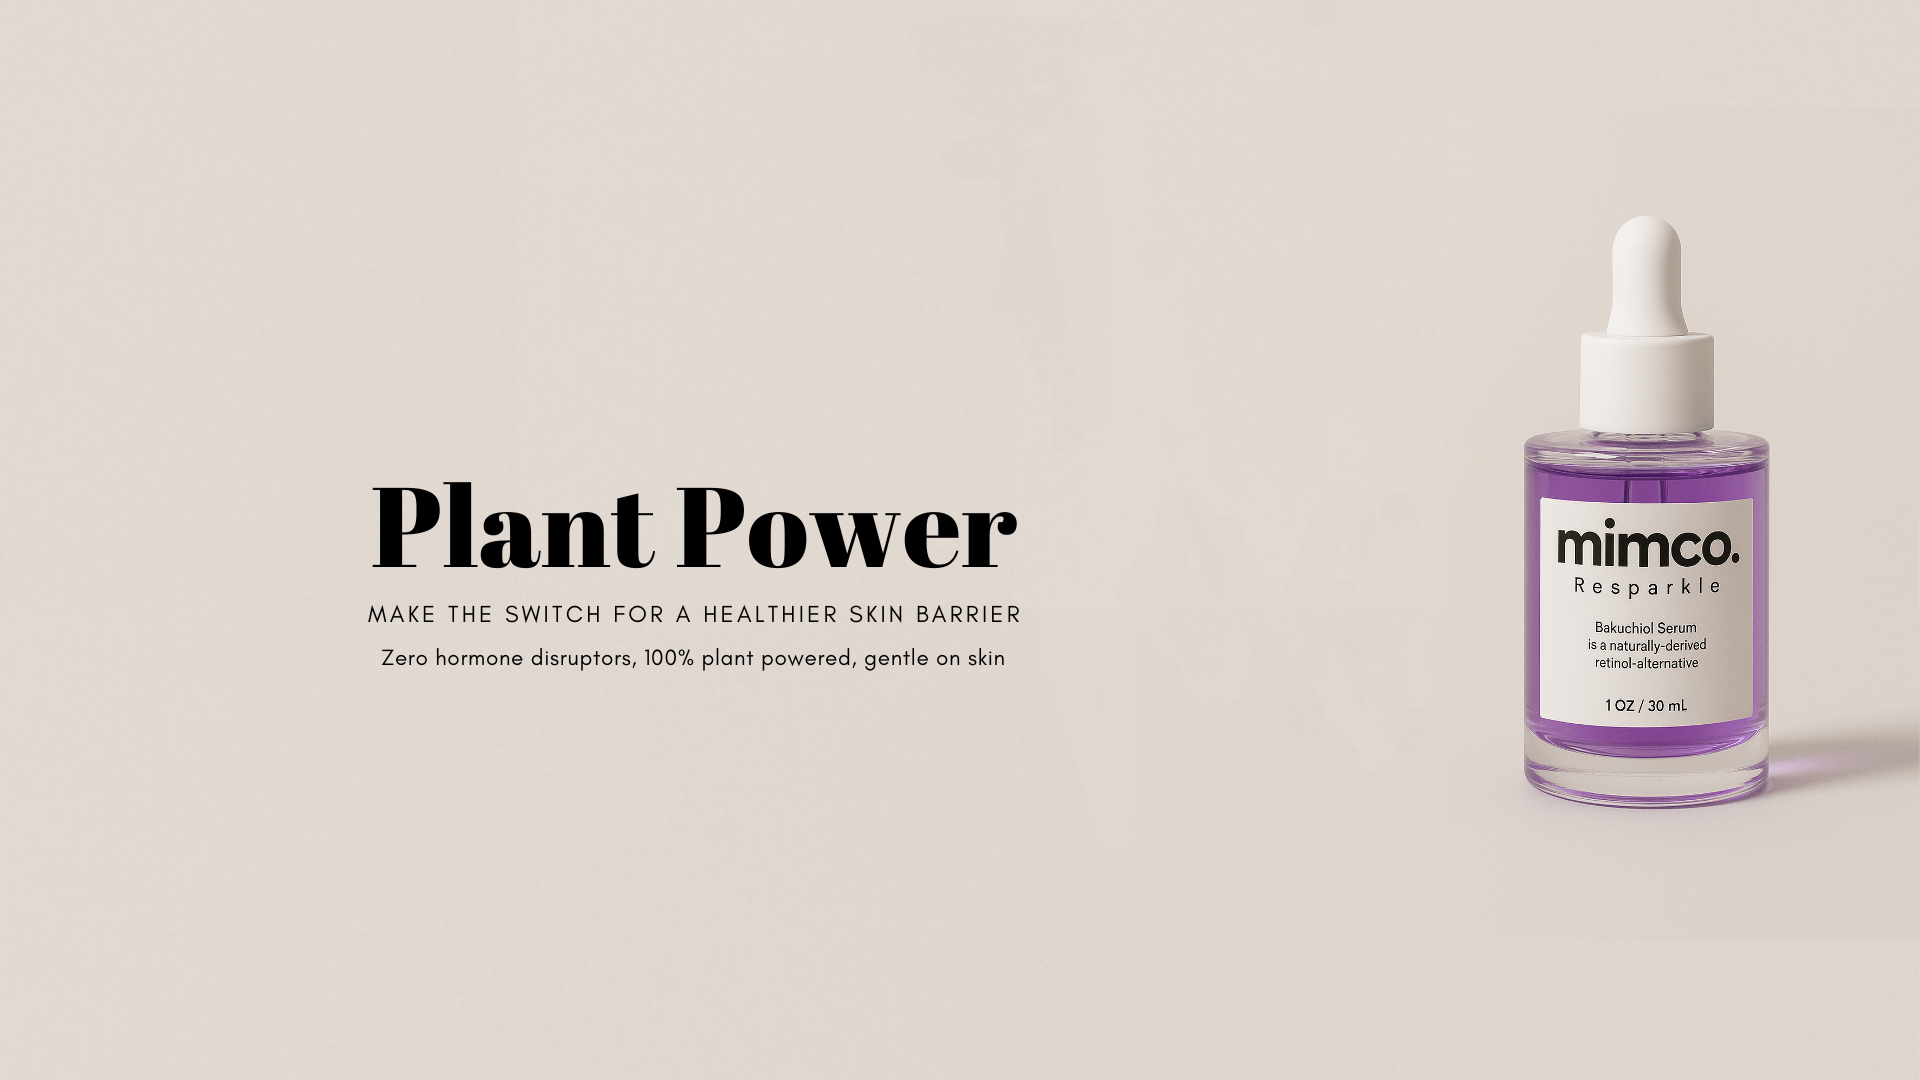 Plant Power
MAKE THE SWITCH FOR A HEALTHIER SKIN BARRIER
Zero hormone disruptors, 100% plant powered, gentle on skin
mimco.
Resparkle
Bakuchiol Serum
is a naturally-derived
retinol-alternative
1 OZ / 30 mL